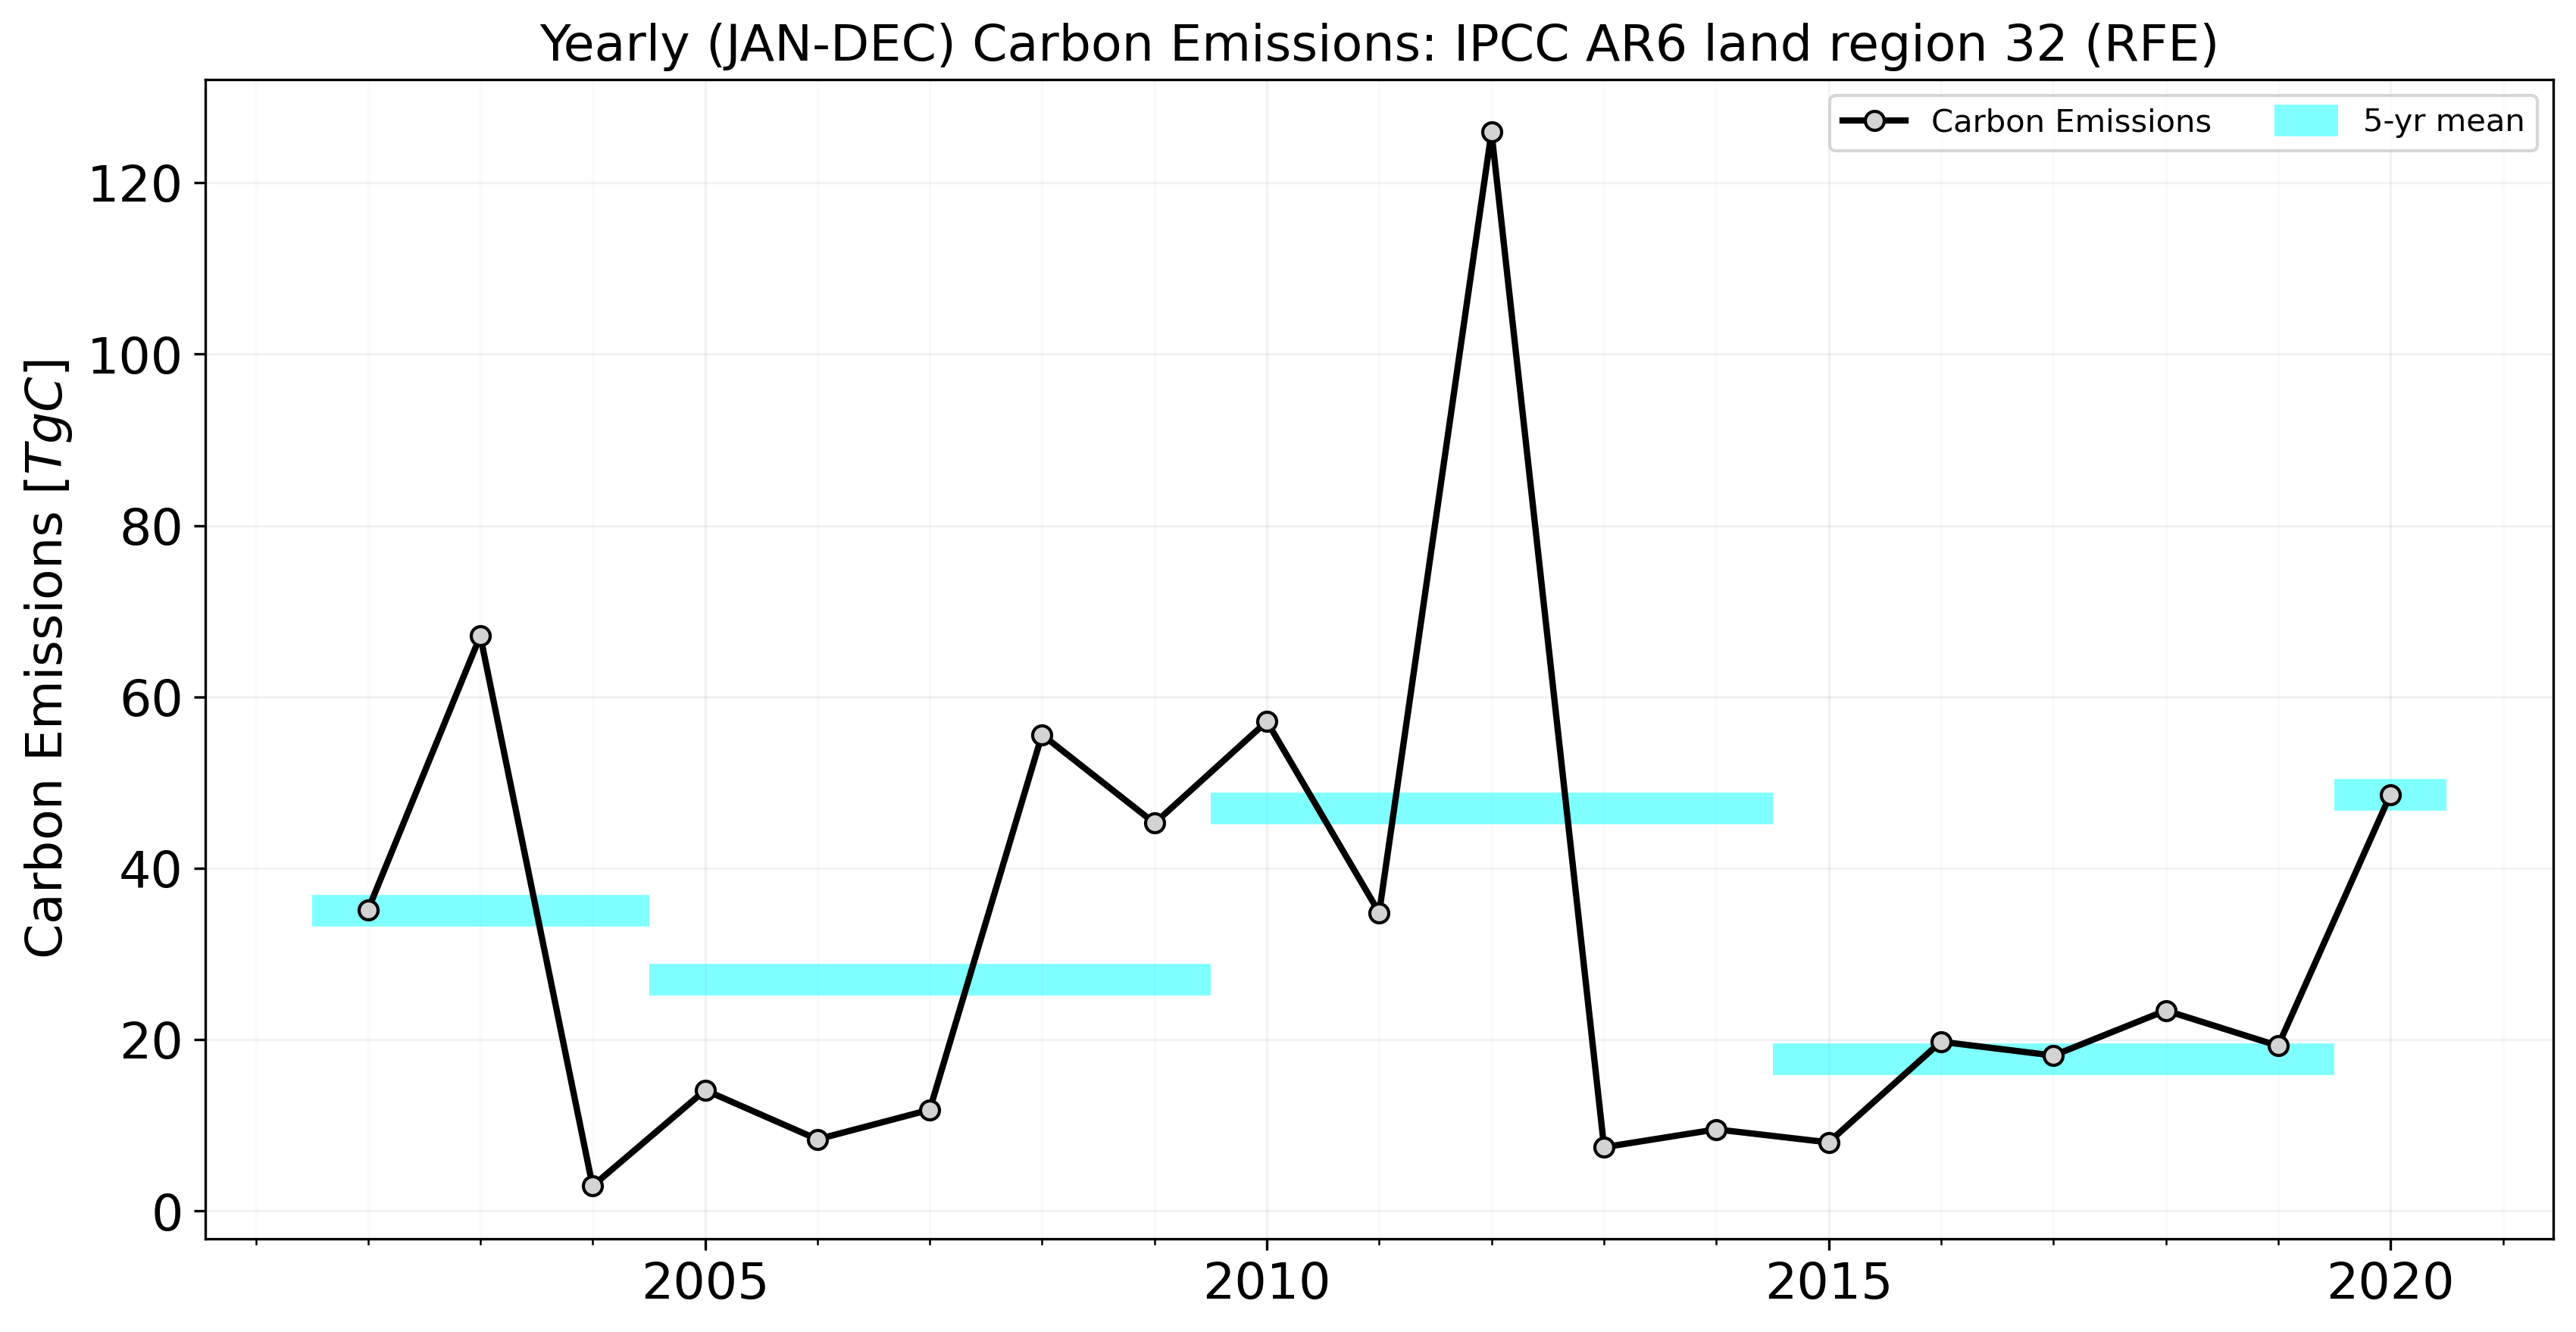 Yearly (JAN-DEC) Carbon Emissions: IPCC AR6 land region 32 (RFE)
Carbon Emissions
5-yr mean
Carbon Emissions [TgC]
120
100
80
60
40
20
0
2005
2010
2015
2020